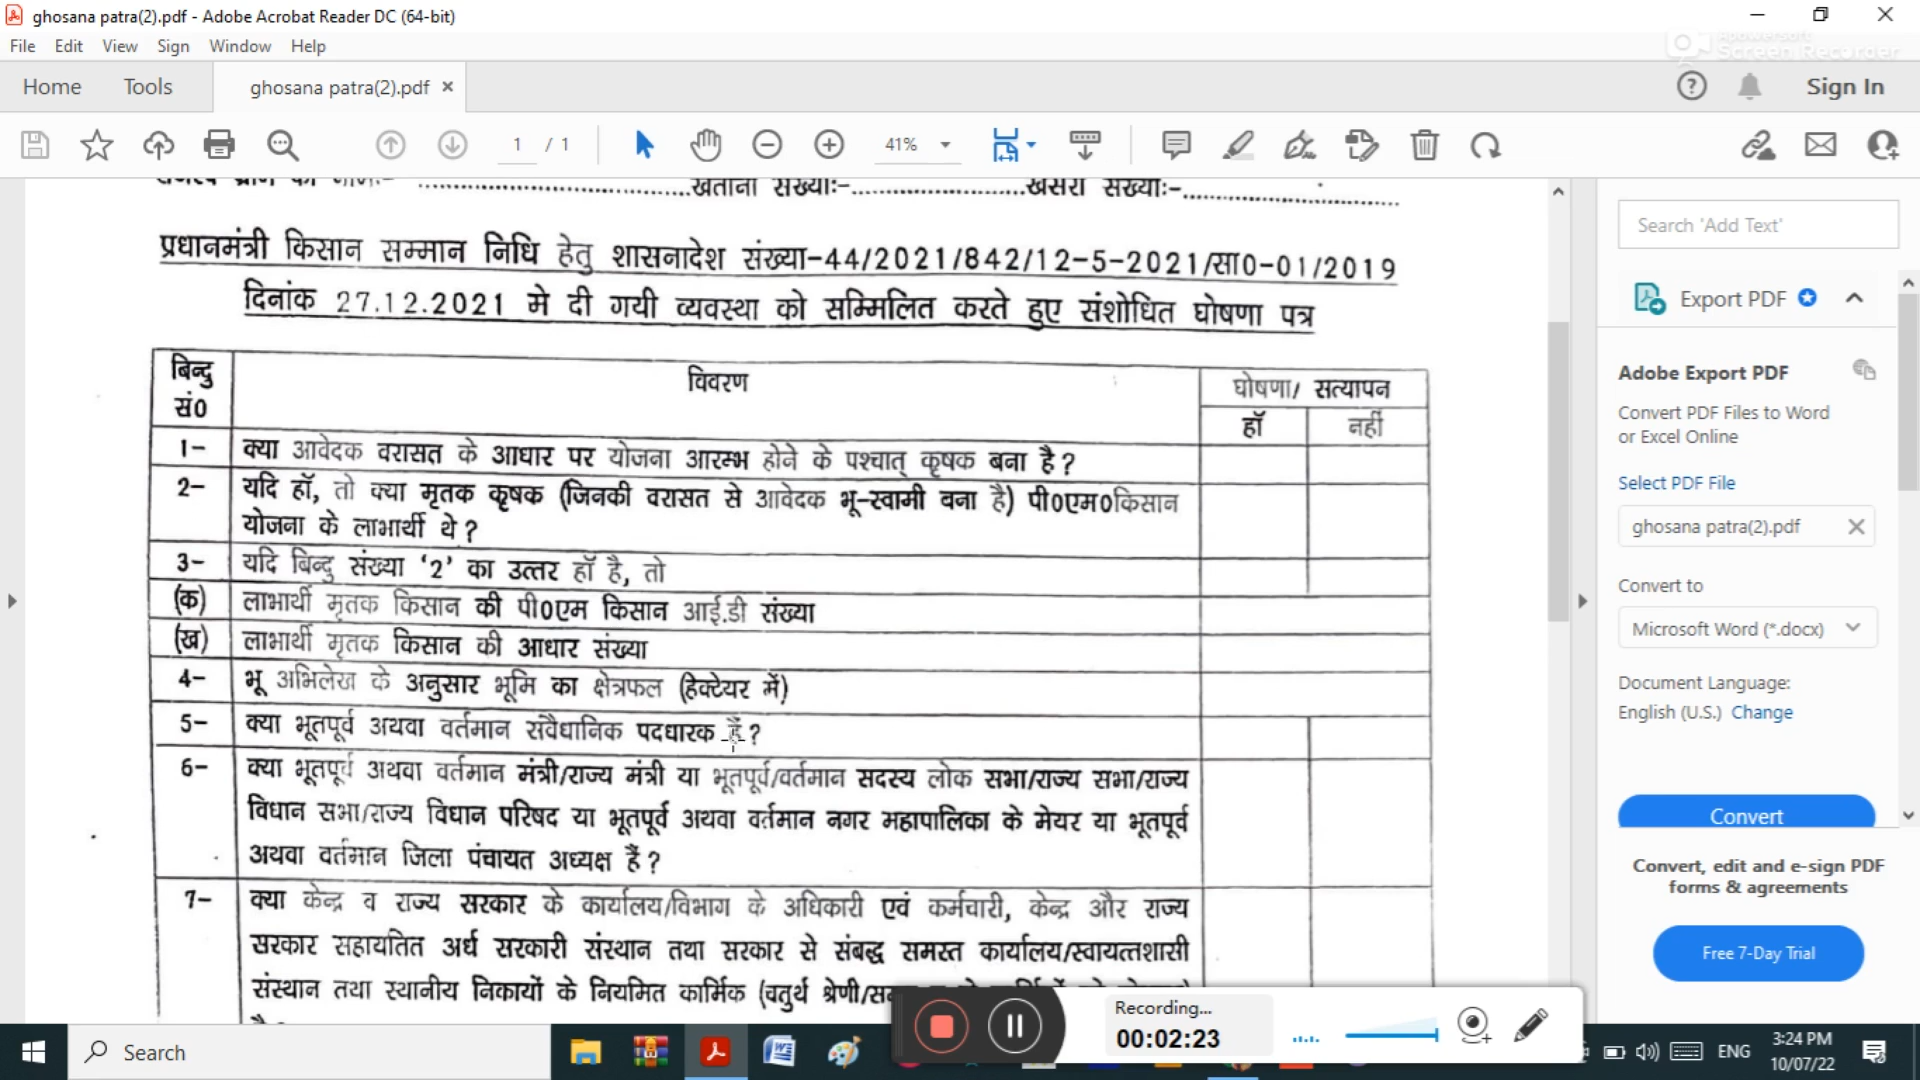 ghosana patra(2).pdf - Adobe Acrobat Reader DC (64-bit)
File Edit View Sign Window Help
Apowersoft
Screen Recorder
Home Tools ghosana patra(2).pdf Sign In
1 / 1 41%
राजस्व ग्राम का नामः- खतौनी संख्याः- खसरा संख्याः-
प्रधानमंत्री किसान सम्मान निधि हेतु शासनादेश संख्या-44/2021/842/12-5-2021/सा0-01/2019
दिनांक 27.12.2021 मे दी गयी व्यवस्था को सम्मिलित करते हुए संशोधित घोषणा पत्र
बिन्दु सं0 विवरण घोषणा/ सत्यापन
हॉ नहीं
1- क्या आवेदक वरासत के आधार पर योजना आरम्भ होने के पश्चात् कृषक बना है?
2- यदि हॉ, तो क्या मृतक कृषक (जिनकी वरासत से आवेदक भू-स्वामी बना है) पी0एम0किसान
योजना के लाभार्थी थे?
3- यदि बिन्दु संख्या ‘2’ का उत्तर हॉ है, तो
(क) लाभार्थी मृतक किसान की पी0एम किसान आई.डी संख्या
(ख) लाभार्थी मृतक किसान की आधार संख्या
4- भू अभिलेख के अनुसार भूमि का क्षेत्रफल (हेक्टेयर में)
5- क्या भूतपूर्व अथवा वर्तमान संवैधानिक पदधारक हैं?
6- क्या भूतपूर्व अथवा वर्तमान मंत्री/राज्य मंत्री या भूतपूर्व/वर्तमान सदस्य लोक सभा/राज्य सभा/राज्य
विधान सभा/राज्य विधान परिषद या भूतपूर्व अथवा वर्तमान नगर महापालिका के मेयर या भूतपूर्व
अथवा वर्तमान जिला पंचायत अध्यक्ष हैं?
7- क्या केन्द्र व राज्य सरकार के कार्यालय/विभाग के अधिकारी एवं कर्मचारी, केन्द्र और राज्य
सरकार सहायतित अर्ध सरकारी संस्थान तथा सरकार से संबद्ध समस्त कार्यालय/स्वायत्तशासी
संस्थान तथा स्थानीय निकायों के नियमित कार्मिक (चतुर्थ श्रेणी/
Search 'Add Text'
Export PDF
Adobe Export PDF
Convert PDF Files to Word
or Excel Online
Select PDF File
ghosana patra(2).pdf
Convert to
Microsoft Word (*.docx)
Document Language:
English (U.S.) Change
Convert
Convert, edit and e-sign PDF
forms & agreements
Free 7-Day Trial
Recording...
00:02:23
Search
ENG
3:24 PM
10/07/22